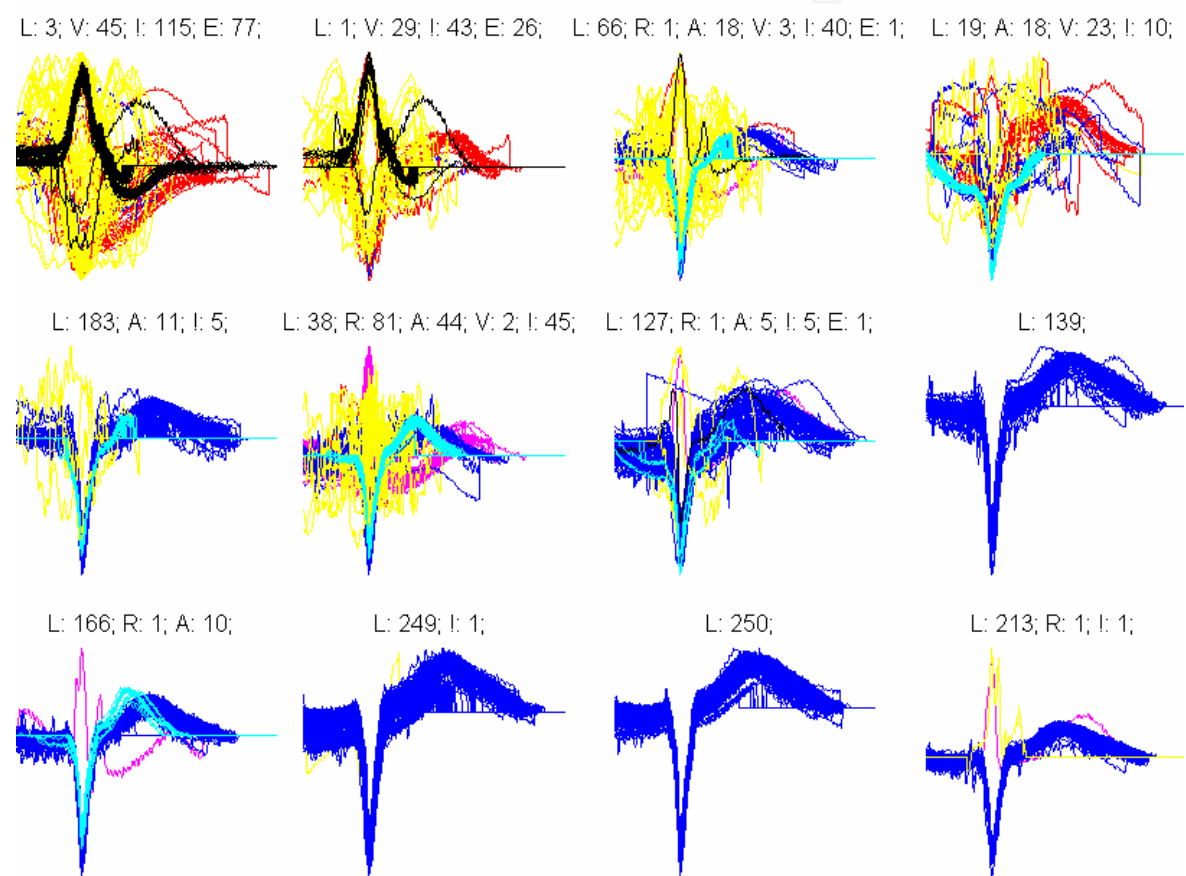 L: 3; V: 45; !: 115; E: 77;
L: 1; V: 29; !: 43; E: 26;
L: 66; R: 1; A: 18; V: 3; !: 40; E: 1;
L: 19; A: 18; V: 23; !: 10;
L: 183; A: 11; !: 5;
L: 38; R: 81; A: 44; V: 2; !: 45;
L: 127; R: 1; A: 5; !: 5; E: 1;
L: 139;
L: 166; R: 1; A: 10;
L: 249; !: 1;
L: 250;
L: 213; R: 1; !: 1;